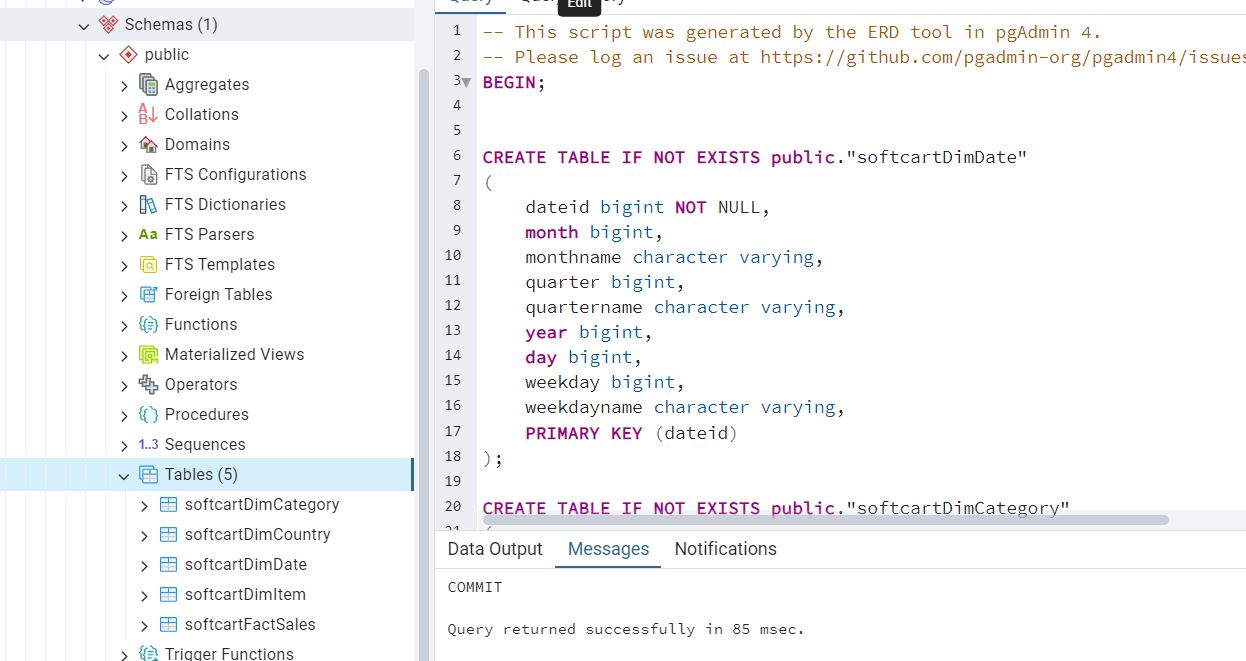 Schemas (1)
public
Aggregates
Collations
Domains
FTS Configurations
FTS Dictionaries
Aa FTS Parsers
FTS Templates
Foreign Tables
Functions
Materialized Views
Operators
Procedures
1..3 Sequences
Tables (5)
softcartDimCategory
softcartDimCountry
softcartDimDate
softcartDimItem
softcartFactSales
Trigger Functions
Edit
1 -- This script was generated by the ERD tool in pgAdmin 4.
2 -- Please log an issue at https://github.com/pgadmin-org/pgadmin4/issues
3 BEGIN;
4
5
6 CREATE TABLE IF NOT EXISTS public."softcartDimDate"
7 (
8 dateid bigint NOT NULL,
9 month bigint,
10 monthname character varying,
11 quarter bigint,
12 quartername character varying,
13 year bigint,
14 day bigint,
15 weekday bigint,
16 weekdayname character varying,
17 PRIMARY KEY (dateid)
18 );
19
20 CREATE TABLE IF NOT EXISTS public."softcartDimCategory"
Data Output Messages Notifications
COMMIT
Query returned successfully in 85 msec.